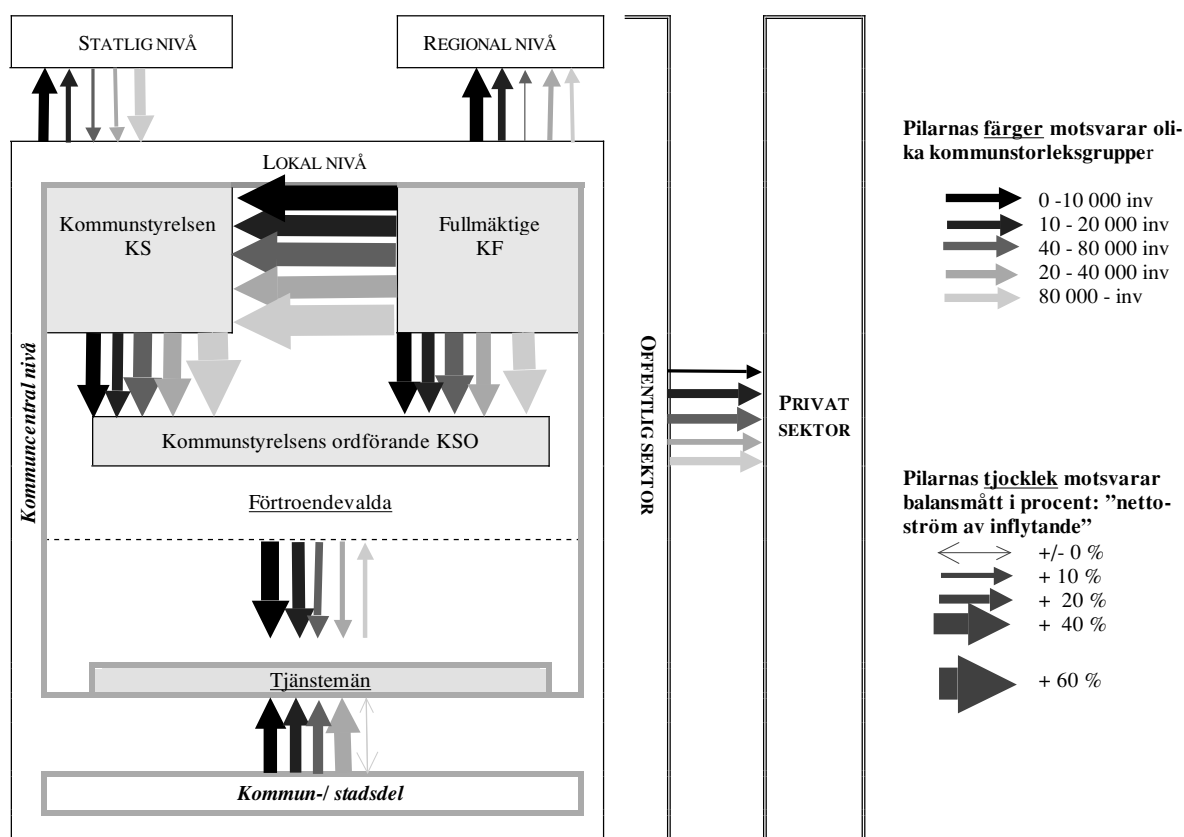 STATLIG NIVÅ
REGIONAL NIVÅ
LOKAL NIVÅ
Kommunstyrelsen
KS
Fullmäktige
KF
Kommuncentral nivå
Kommunstyrelsens ordförande KSO
Förtroendevalda
Tjänstemän
Kommun-/ stadsdel
OFFENTLIG SEKTOR
PRIVAT
SEKTOR
Pilarnas färger motsvarar oli-
ka kommunstorleksgrupper
0 -10 000 inv
10 - 20 000 inv
40 - 80 000 inv
20 - 40 000 inv
80 000 - inv
Pilarnas tjocklek motsvarar
balansmått i procent: ”netto-
ström av inflytande”
+/- 0 %
+ 10 %
+ 20 %
+ 40 %
+ 60 %